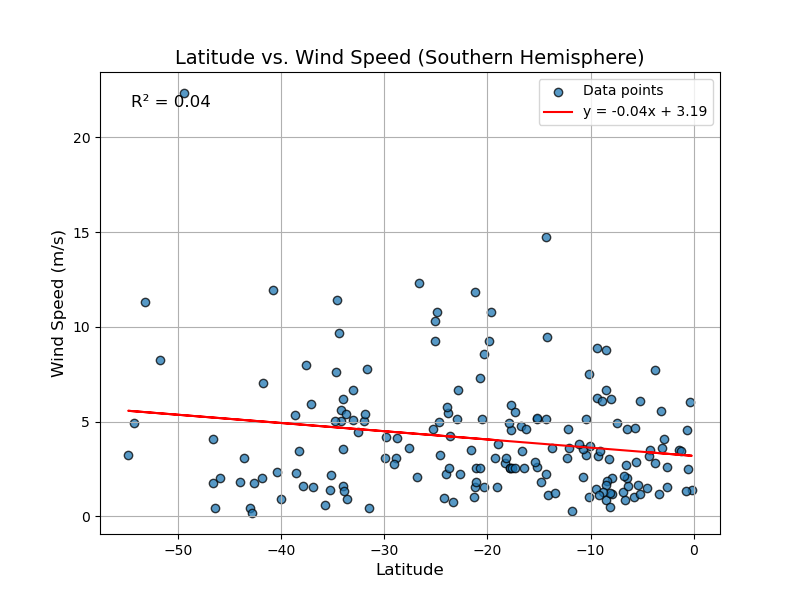 Latitude vs. Wind Speed (Southern Hemisphere)
R² = 0.04
Data points
y = -0.04x + 3.19
Wind Speed (m/s)
20
15
10
5
0
−50
−40
−30
−20
−10
0
Latitude